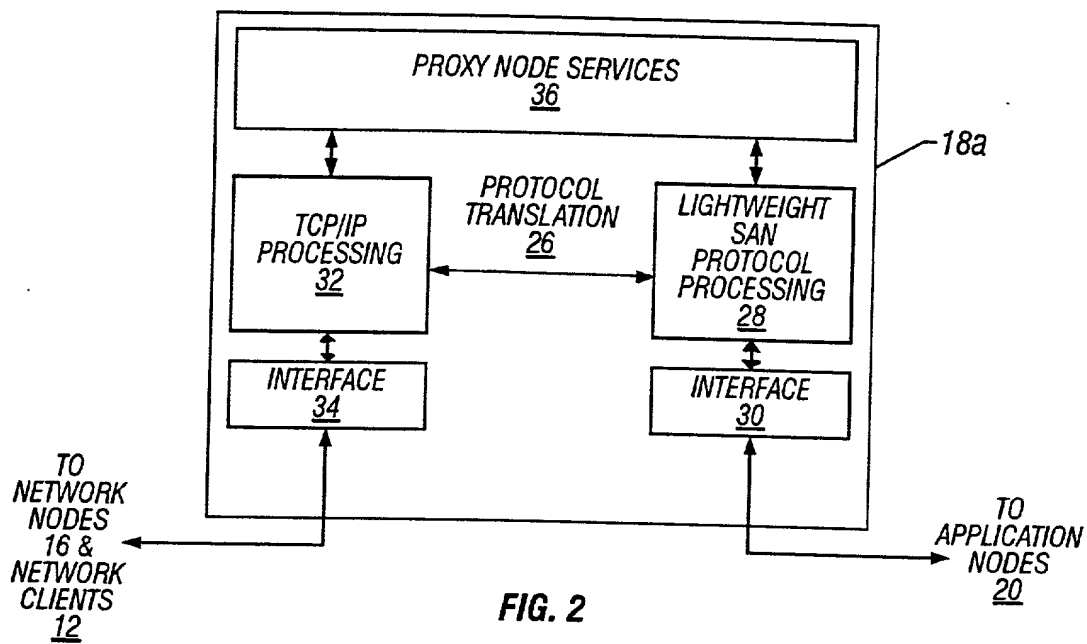 PROXY NODE SERVICES
36
18a
TCP/IP
PROCESSING
32
PROTOCOL
TRANSLATION
26
LIGHTWEIGHT
SAN
PROTOCOL
PROCESSING
28
INTERFACE
34
INTERFACE
30
TO
NETWORK
NODES
16 &
NETWORK
CLIENTS
12
TO
APPLICATION
NODES
20
FIG. 2